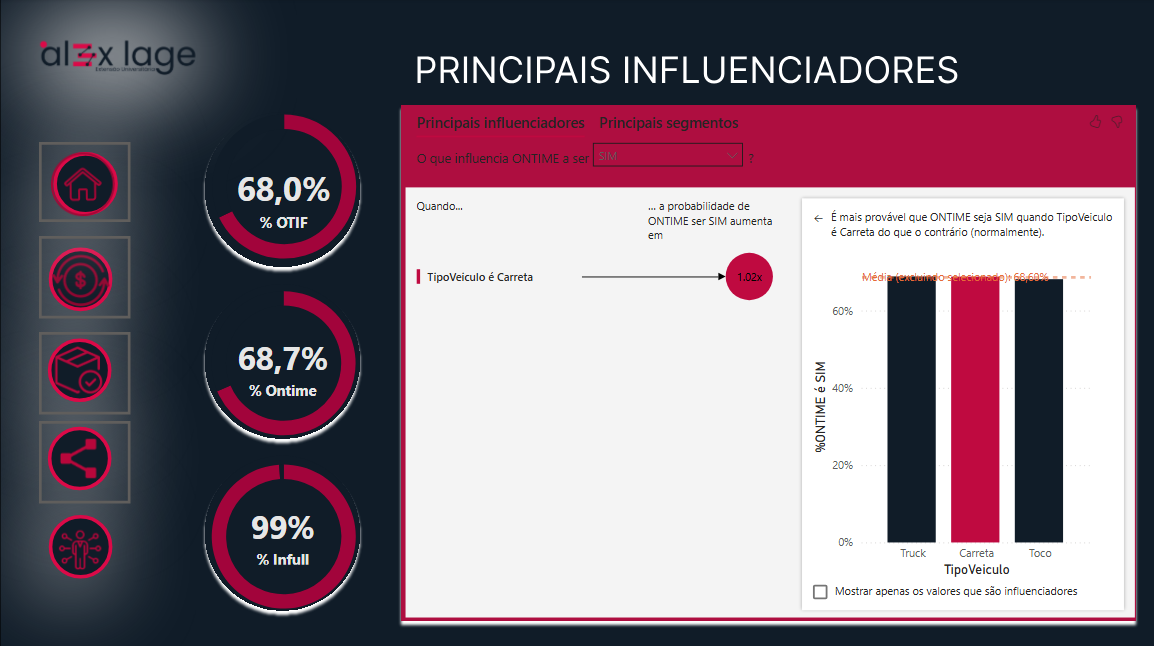 alex lage
PRINCIPAIS INFLUENCIADORES
68,0%
% OTIF
68,7%
% Ontime
99%
% Infull
Principais influenciadores Principais segmentos
O que influencia ONTIME a ser SIM ?
Quando...
... a probabilidade de
ONTIME ser SIM aumenta
em
TipoVeiculo é Carreta
1.02x
É mais provável que ONTIME seja SIM quando TipoVeiculo
é Carreta do que o contrário (normalmente).
Média (excluindo selecionado): 68,68%
60%
40%
20%
0%
%ONTIME é SIM
Truck Carreta Toco
TipoVeiculo
Mostrar apenas os valores que são influenciadores